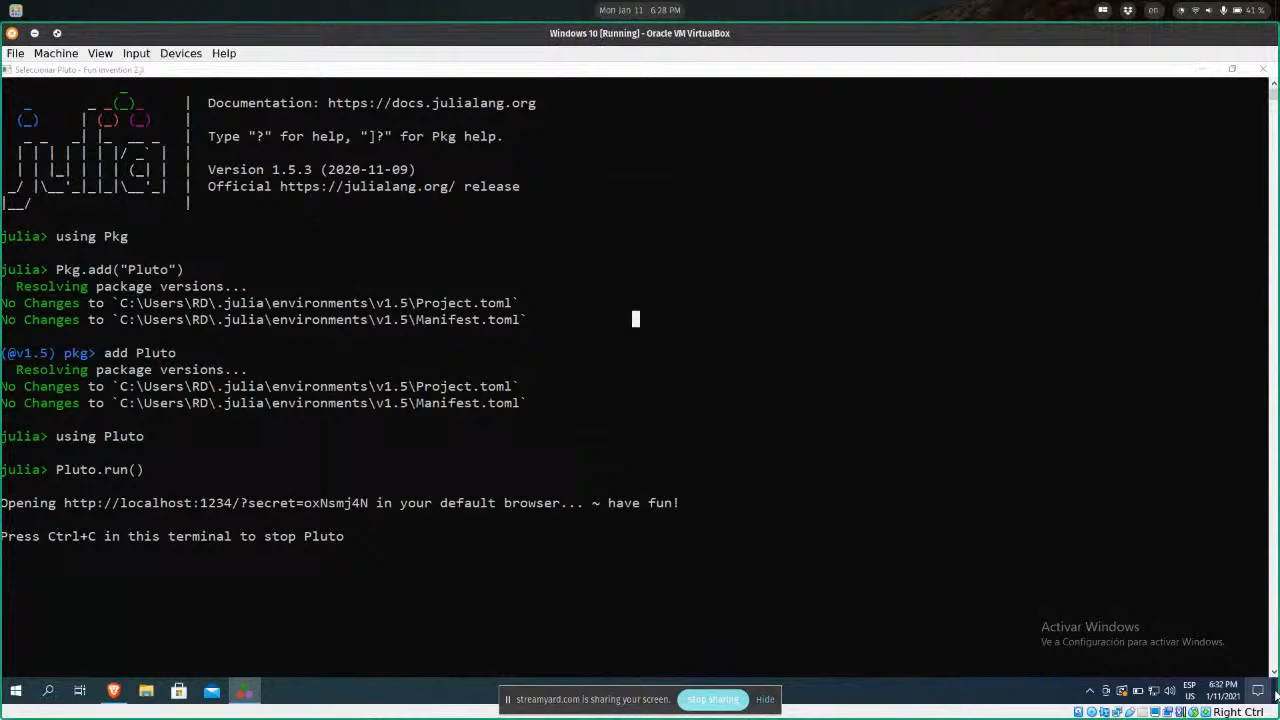 Mon Jan 11 6:28 PM
en
41 %
Windows 10 [Running] - Oracle VM VirtualBox
File Machine View Input Devices Help
Seleccionar Pluto - Fun invention 2.jl
Documentation: https://docs.julialang.org
Type "?" for help, "]?" for Pkg help.
Version 1.5.3 (2020-11-09)
Official https://julialang.org/ release
julia> using Pkg
julia> Pkg.add("Pluto")
Resolving package versions...
No Changes to `C:\Users\RD\.julia\environments\v1.5\Project.toml`
No Changes to `C:\Users\RD\.julia\environments\v1.5\Manifest.toml`
(@v1.5) pkg> add Pluto
Resolving package versions...
No Changes to `C:\Users\RD\.julia\environments\v1.5\Project.toml`
No Changes to `C:\Users\RD\.julia\environments\v1.5\Manifest.toml`
julia> using Pluto
julia> Pluto.run()
Opening http://localhost:1234/?secret=oxNsmj4N in your default browser... ~ have fun!
Press Ctrl+C in this terminal to stop Pluto
Activar Windows
Ve a Configuración para activar Windows.
streamyard.com is sharing your screen.
stop sharing
Hide
ESP
US
6:32 PM
1/11/2021
Right Ctrl